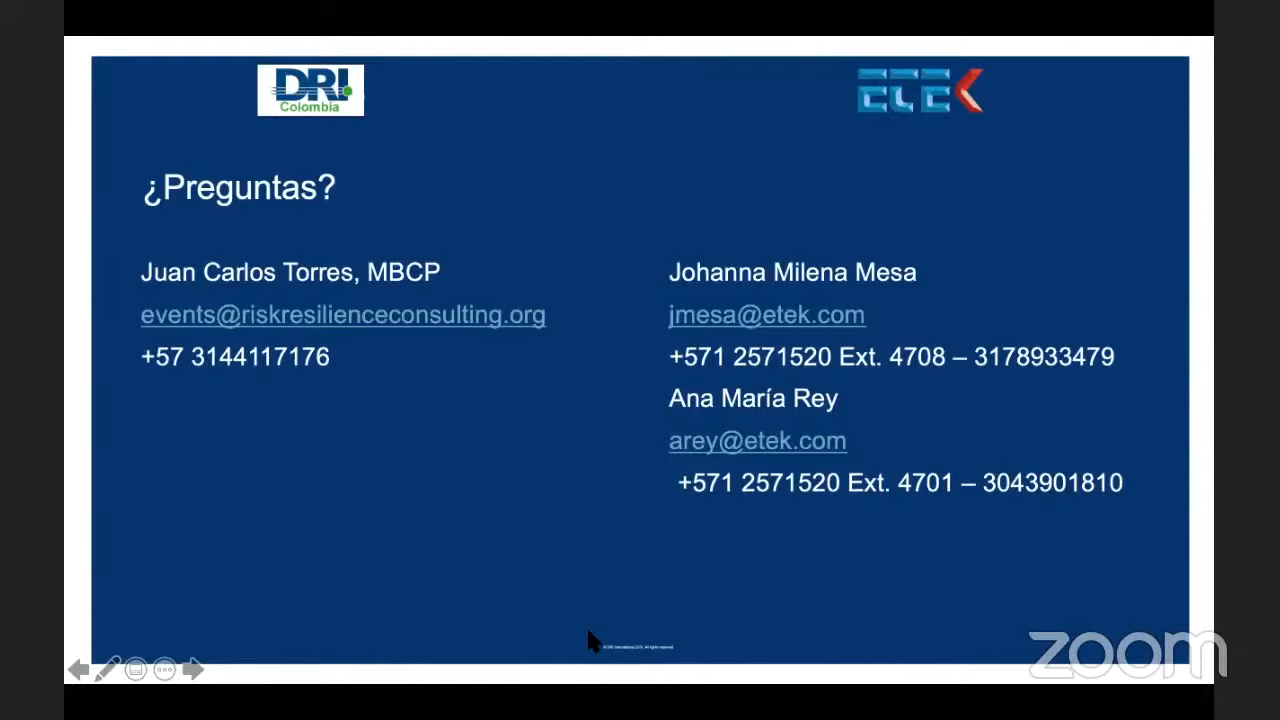 DRI
Colombia
ETEK
¿Preguntas?
Juan Carlos Torres, MBCP
events@riskresilienceconsulting.org
+57 3144117176
Johanna Milena Mesa
jmesa@etek.com
+571 2571520 Ext. 4708 – 3178933479
Ana María Rey
arey@etek.com
+571 2571520 Ext. 4701 – 3043901810
zoom